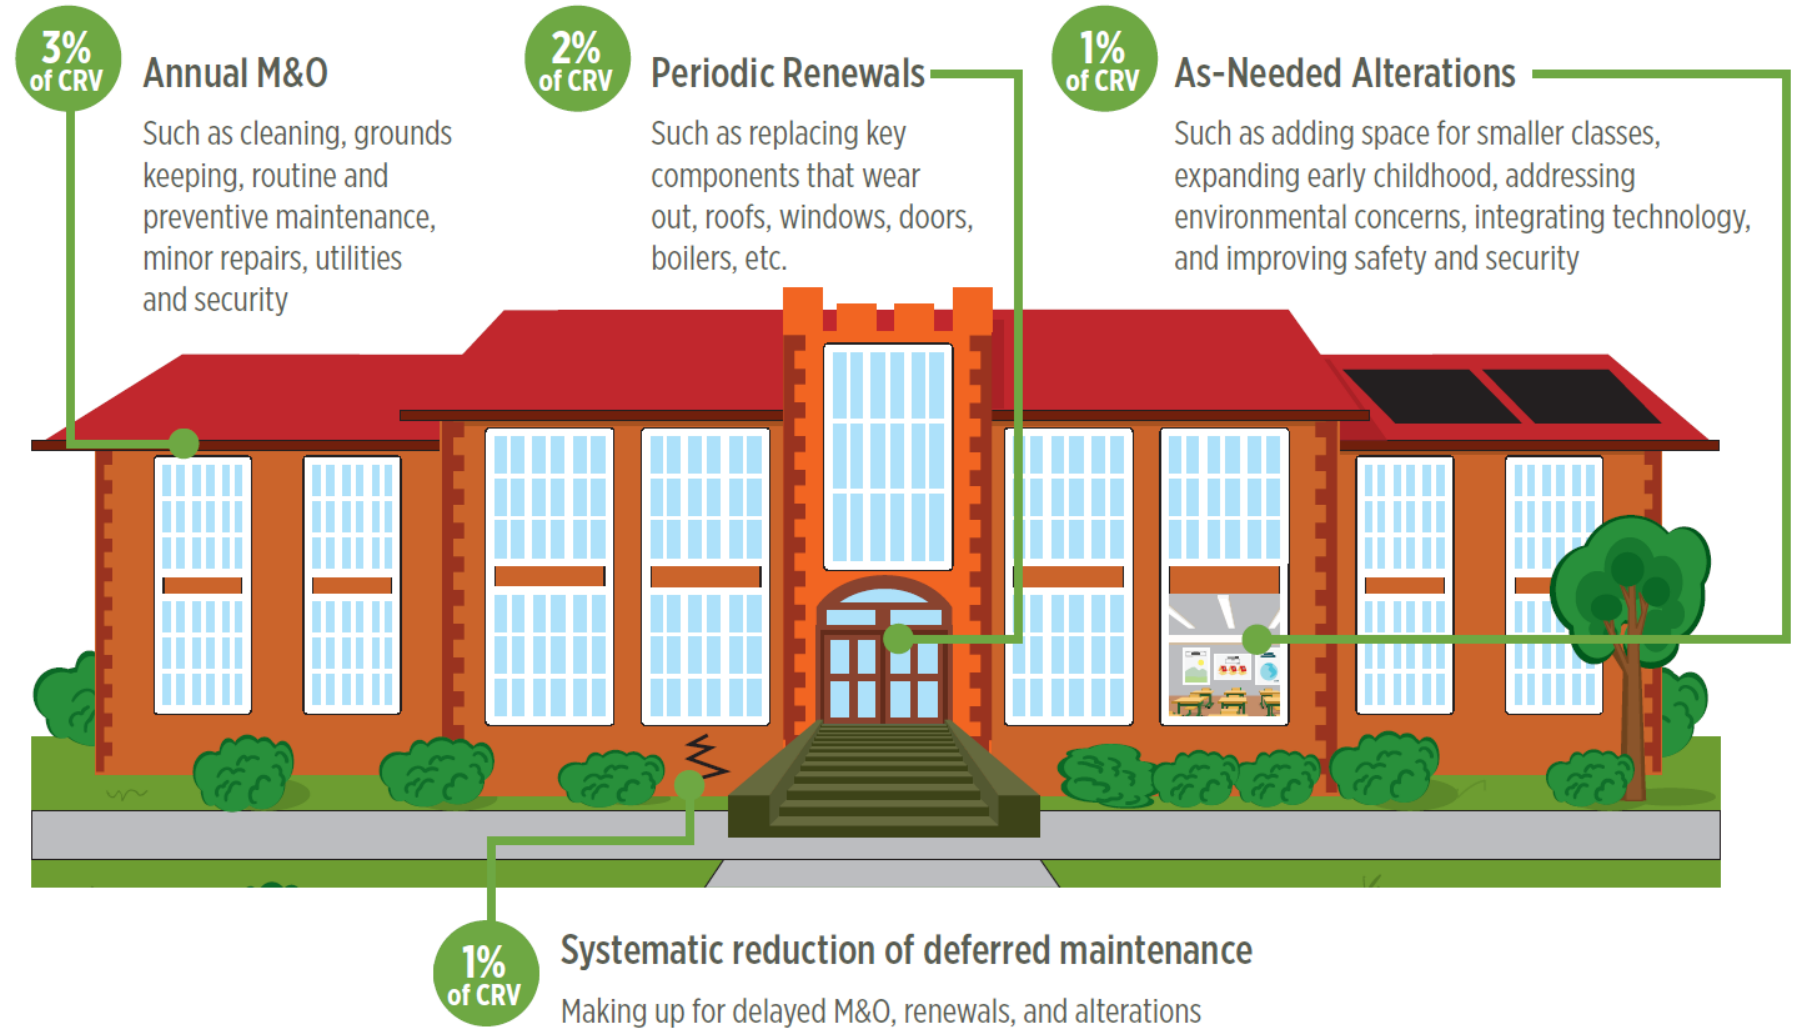 3%
of CRV
Annual M&O
Such as cleaning, grounds
keeping, routine and
preventive maintenance,
minor repairs, utilities
and security
2%
of CRV
Periodic Renewals
Such as replacing key
components that wear
out, roofs, windows, doors,
boilers, etc.
1%
of CRV
As-Needed Alterations
Such as adding space for smaller classes,
expanding early childhood, addressing
environmental concerns, integrating technology,
and improving safety and security
1%
of CRV
Systematic reduction of deferred maintenance
Making up for delayed M&O, renewals, and alterations